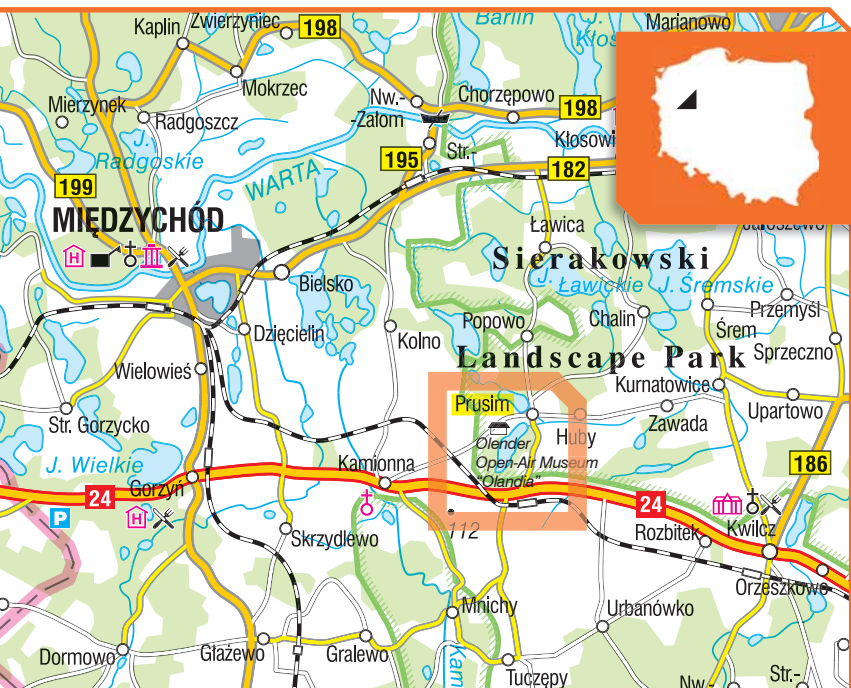 Kaplin
Zwierzyniec
198
Barlin
J.
Marianowo
Mokrzec
Mierzynek
Radgoszcz
Nw.-
-Zatom
Chorzępowo
198
J.
Radgoskie
195
Str.-
182
199
WARTA
MIĘDZYCHÓD
H
Bielsko
Ławica
Sierakowski
J. Ławickie
J. Śremskie
Przemyśl
Dzięcielin
Kolno
Popowo
Chalin
Śrem
Sprzeczno
Landscape Park
Wielowieś
Kurnatowice
Prusim
Zawada
Upartowo
Str. Gorzycko
Huby
Olender
Open-Air Museum
"Olandia"
J. Wielkie
Kamionna
186
24
Gorzyń
24
P
H
112
Rozbitek
Kwilcz
Skrzydlewo
Orzeszkowo
Mnichy
Urbanówko
Dormowo
Głażewo
Gralewo
Kam
Tuczępy
Nw.-
Str.-